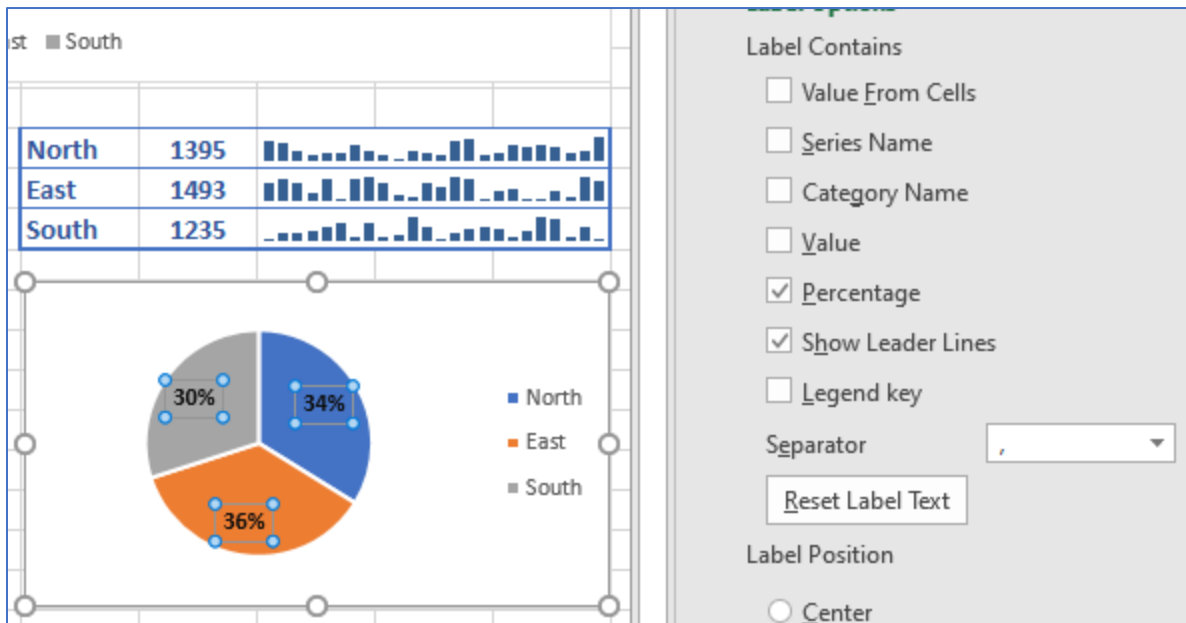 South
Label Contains
Value From Cells
Series Name
Category Name
Value
Percentage
Show Leader Lines
Legend key
Separator ,
Reset Label Text
Label Position
Center
North 1395
East 1493
South 1235
30%
34%
36%
North
East
South